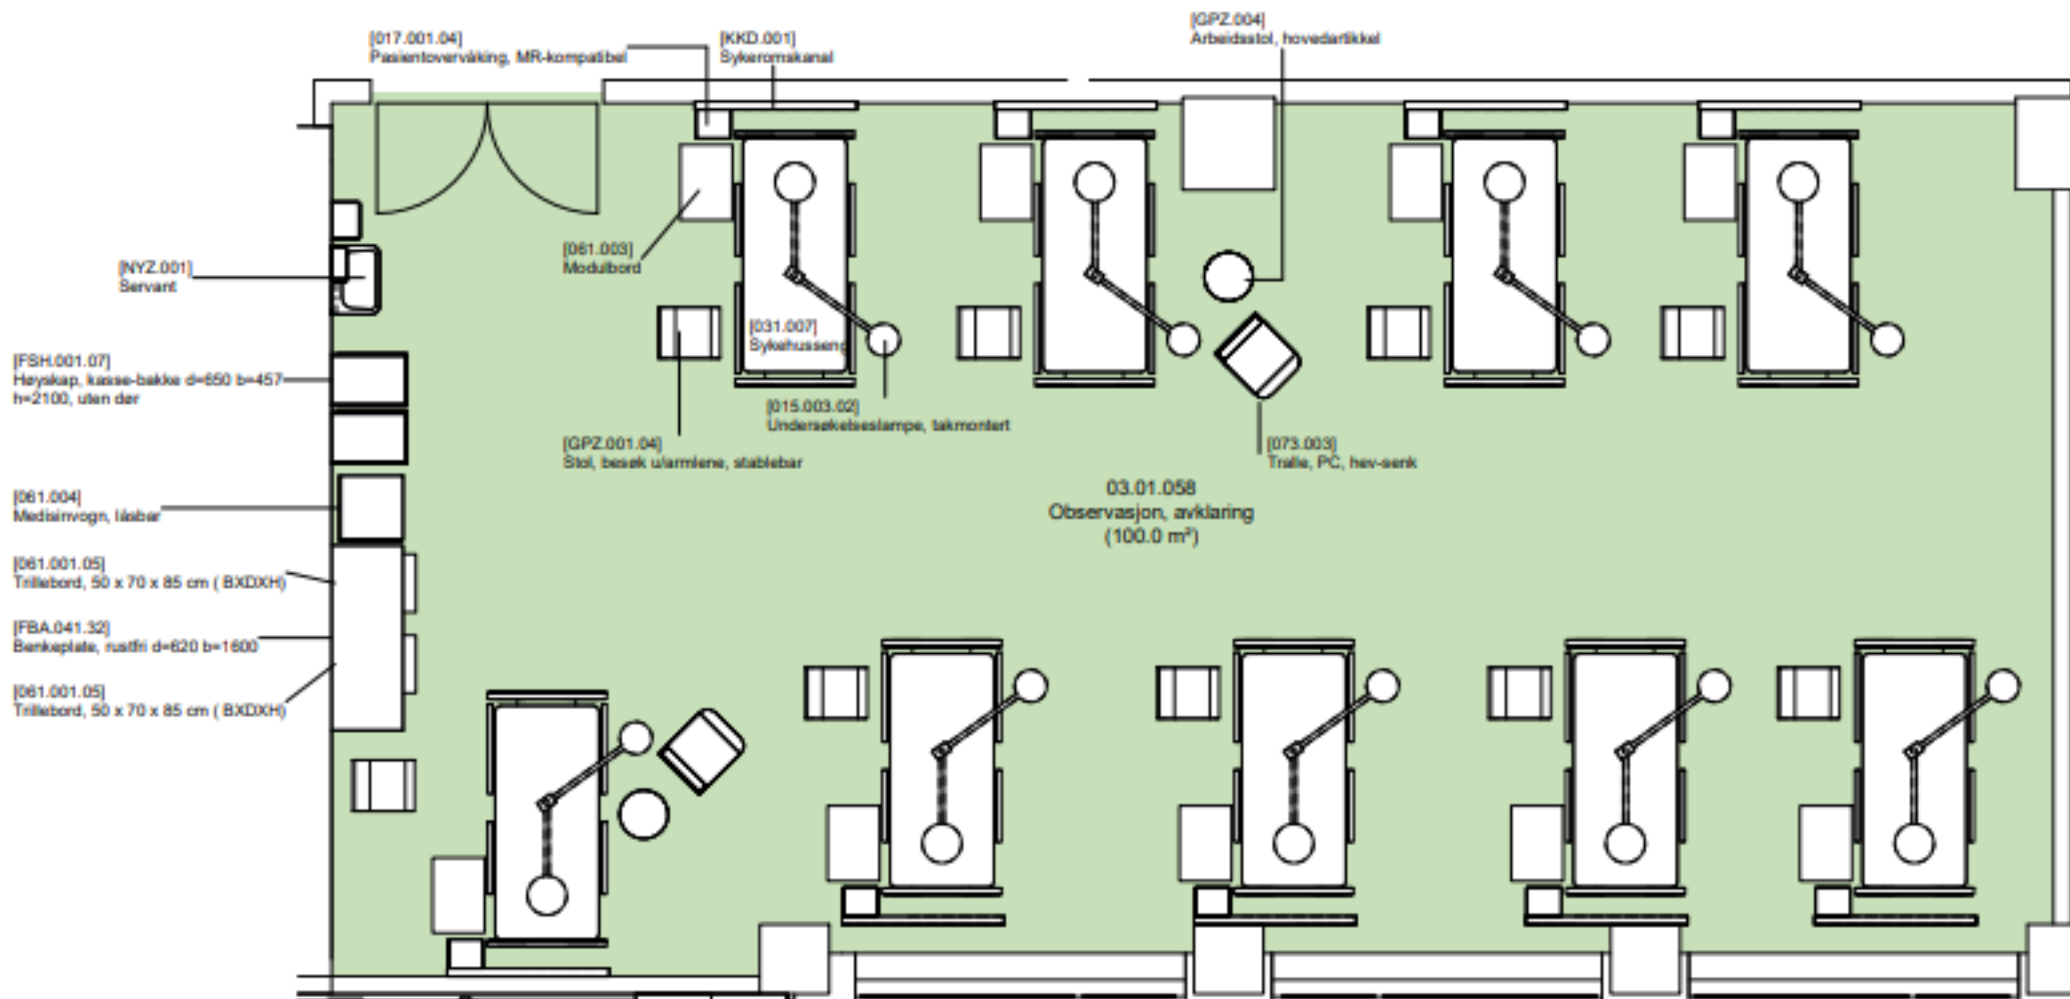 [017.001.04]
Pasientovervåking, MR-kompatibel
[KKD.001]
Sykeromskanal
[GPZ.004]
Arbeidsstol, hovedartikkel
[061.003]
Modulbord
[NYZ.001]
Servant
[031.007]
Sykehusseng
[FSH.001.07]
Høyskap, kasse-bakke d=650 b=457
h=2100, uten dør
[015.003.02]
Undersøkelseslampe, takmontert
[GPZ.001.04]
Stol, besøk u/armlene, stablebar
[073.003]
Tralle, PC, hev-senk
03.01.058
Observasjon, avklaring
(100.0 m²)
[061.004]
Medisinvogn, låsbar
[061.001.05]
Trillebord, 50 x 70 x 85 cm ( BXDXH)
[FBA.041.32]
Benkeplate, rustfri d=620 b=1600
[061.001.05]
Trillebord, 50 x 70 x 85 cm ( BXDXH)